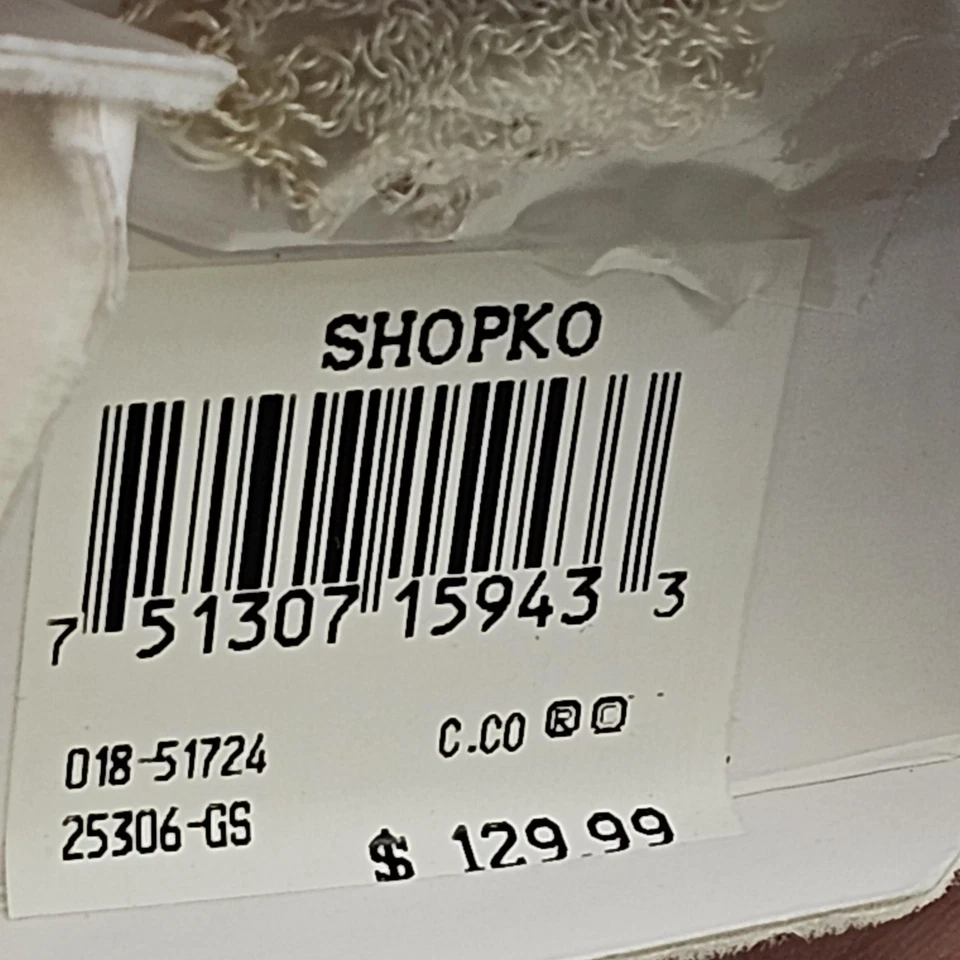 SHOPKO
7 51307 15943 3
018-51724
C.CO ® ©
25306-GS
$ 129.99